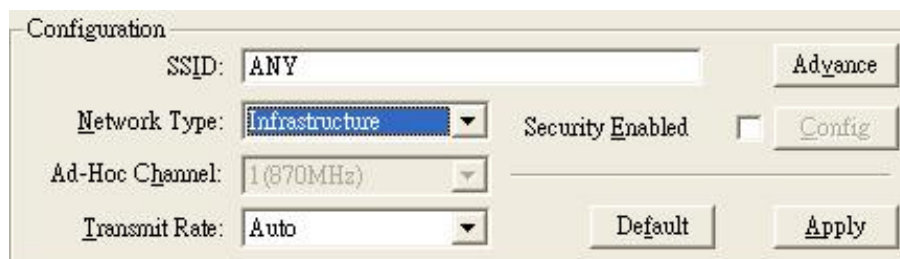 Configuration
SSID: ANY Advance
Network Type: Infrastructure Security Enabled Config
Ad-Hoc Channel: 1(870MHz)
Transmit Rate: Auto Default Apply